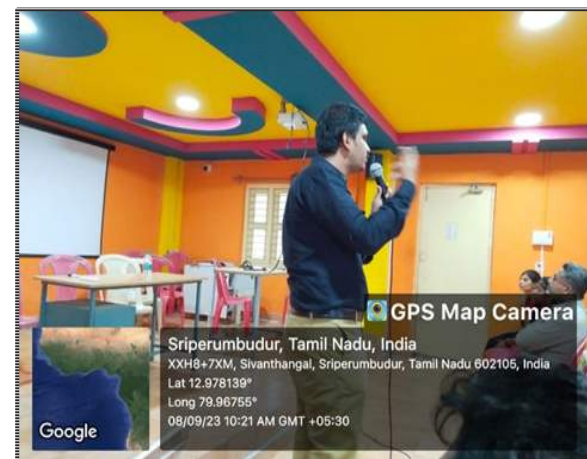 GPS Map Camera
Sriperumbudur, Tamil Nadu, India
XXH8+7XM, Sivanthangal, Sriperumbudur, Tamil Nadu 602105, India
Lat 12.978139°
Long 79.96755°
08/09/23 10:21 AM GMT +05:30
Google